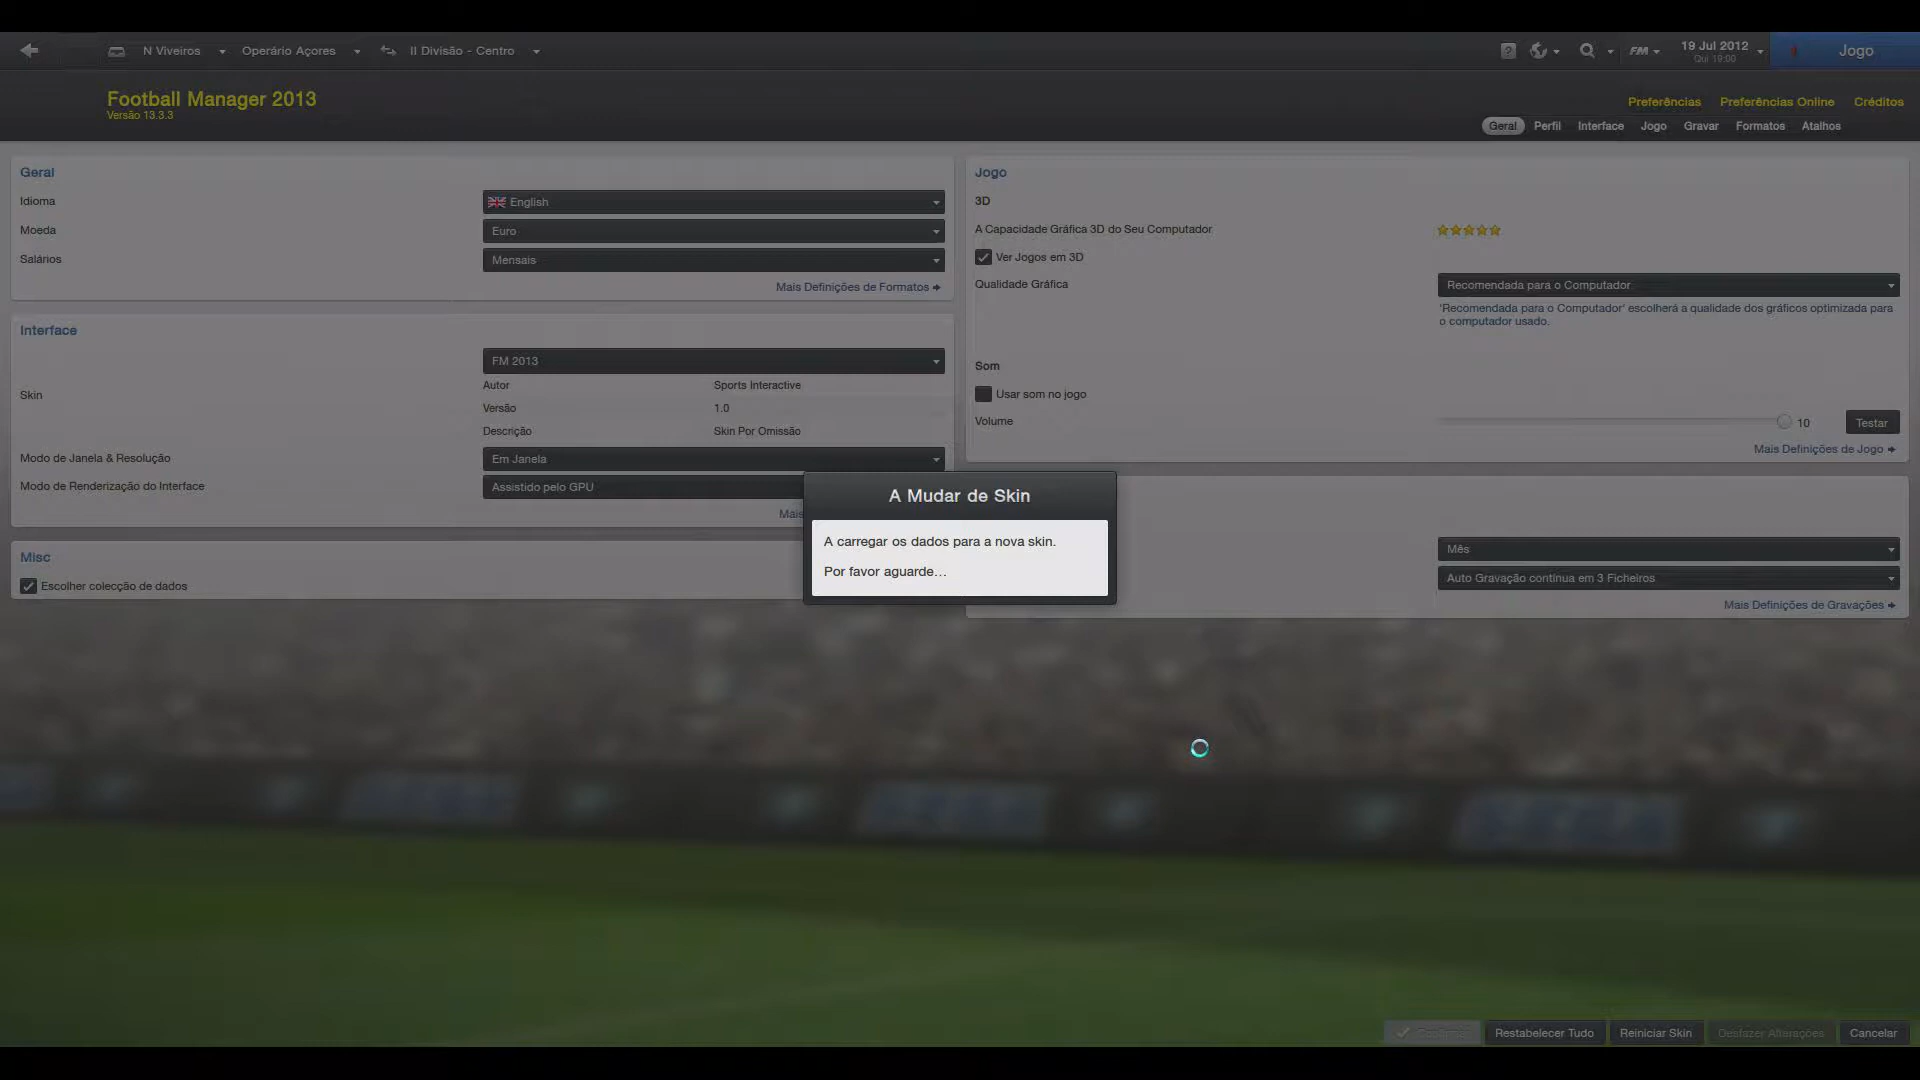 N Viveiros
Operário Açores
II Divisão - Centro
FM
19 Jul 2012
Qui 19:00
Jogo
Football Manager 2013
Versão 13.3.3
Preferências
Preferências Online
Créditos
Geral
Perfil
Interface
Jogo
Gravar
Formatos
Atalhos
Geral
Idioma
English
Moeda
Euro
Salários
Mensais
Mais Definições de Formatos
Interface
Skin
FM 2013
Autor
Sports Interactive
Versão
1.0
Descrição
Skin Por Omissão
Modo de Janela & Resolução
Em Janela
Modo de Renderização do Interface
Assistido pelo GPU
Mais
Misc
Escolher colecção de dados
Jogo
3D
A Capacidade Gráfica 3D do Seu Computador
Ver Jogos em 3D
Qualidade Gráfica
Recomendada para o Computador
'Recomendada para o Computador' escolherá a qualidade dos gráficos optimizada para
o computador usado.
Som
Usar som no jogo
Volume
10
Testar
Mais Definições de Jogo
Mês
Auto Gravação contínua em 3 Ficheiros
Mais Definições de Gravações
A Mudar de Skin
A carregar os dados para a nova skin.
Por favor aguarde...
Restabelecer Tudo
Reiniciar Skin
Desfazer Alterações
Cancelar